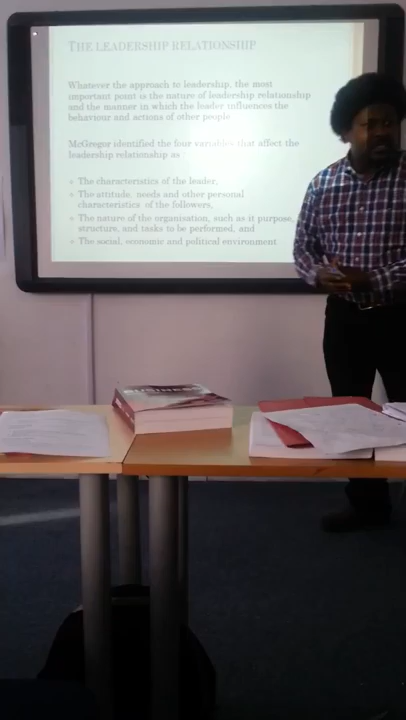 THE LEADERSHIP RELATIONSHIP
Whatever the approach to leadership, the most
important point is the nature of leadership relationship
and the manner in which the leader influences the
behaviour and actions of other people
McGregor identified the four variables that affect the
leadership relationship as :
The characteristics of the leader,
The attitude, needs and other personal
characteristics of the followers,
The nature of the organisation, such as it purpose,
structure, and tasks to be performed, and
The social, economic and political environment
BUSINESS